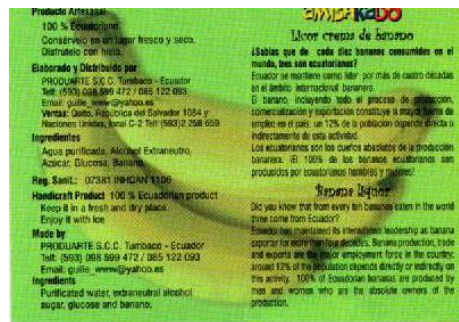 Producto Artesanal
100 % Ecuatoriano
Consérvelo en un lugar fresco y seco.
Disfrutelo con hielo.
Elaborado y Distribuido por
PRODUARTE S.C.C. Tumbaco - Ecuador
Telf: (593) 098 599 472 / 085 122 093
Email: guille_www@yahoo.es
Ventas: Quito, República del Salvador 1084 y
Naciones Unidas, local C-2 Telf (593)2 258 659
Ingredientes
Agua purificada, Alcohol Extraneutro,
Azúcar, Glucosa, Banano.
Reg. Sanit.: 07381 INHQAN 1106
Handicraft Product 100 % Ecuadorian product
Keep it in a fresh and dry place.
Enjoy it with ice
Made by
PRODUARTE S.C.C. Tumbaco - Ecuador
Telf: (593) 098 599 472 / 085 122 093
Email: guille_www@yahoo.es
Ingredients
Purificated water, extraneutral alcohol
sugar, glucose and banano.
Licor crema de banano
¿Sabías que de cada diez bananos consumidos en el
mundo, tres son ecuatorianos?
Ecuador se mantiene como líder por más de cuatro décadas
en el ámbito internacional bananero.
El banano, incluyendo todo el proceso de producción,
comercialización y exportación constituye la mayor fuente de
empleo en el país: un 12% de la población depende directa o
indirectamente de esta actividad.
Los ecuatorianos son los dueños absolutos de la producción
bananera. ¡El 100% de los bananos ecuatorianos son
producidos por ecuatorianos hombres y mujeres!
Banana liquor
Did you know that from every ten bananas eaten in the world
three come from Ecuador?
Ecuador has maintained its international leadership as banana
exporter for more than four decades. Banana production, trade
and exports are the major employment force in the country:
around 12% of the population depends directly or indirectly on
this activity. 100% of Ecuadorian bananas are produced by
men and women who are the absolute owners of the
production.